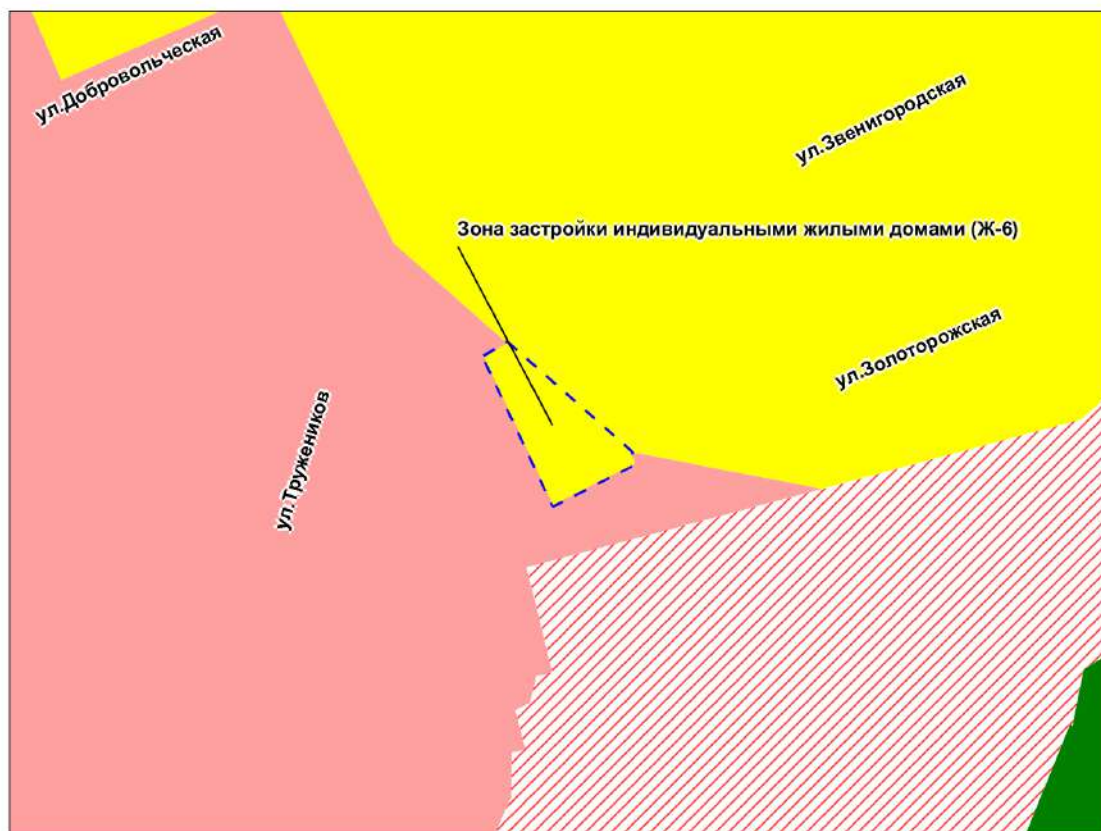 ул.Добровольческая
ул.Звенигородская
Зона застройки индивидуальными жилыми домами (Ж-6)
ул.Золоторожская
ул.Тружеников